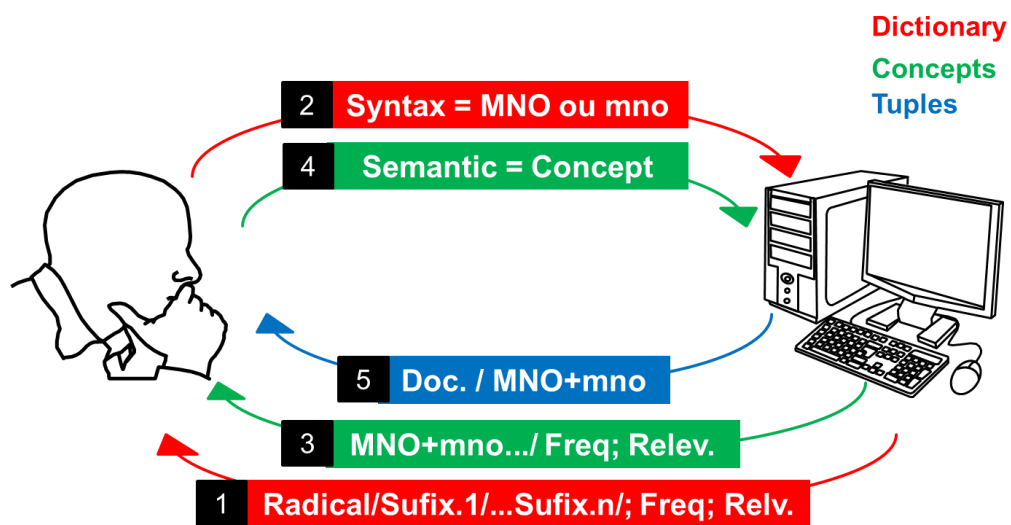 Dictionary
Concepts
Tuples
2 Syntax = MNO ou mno
4 Semantic = Concept
5 Doc. / MNO+mno
3 MNO+mno.../ Freq; Relev.
1 Radical/Sufix.1/...Sufix.n/; Freq; Relv.